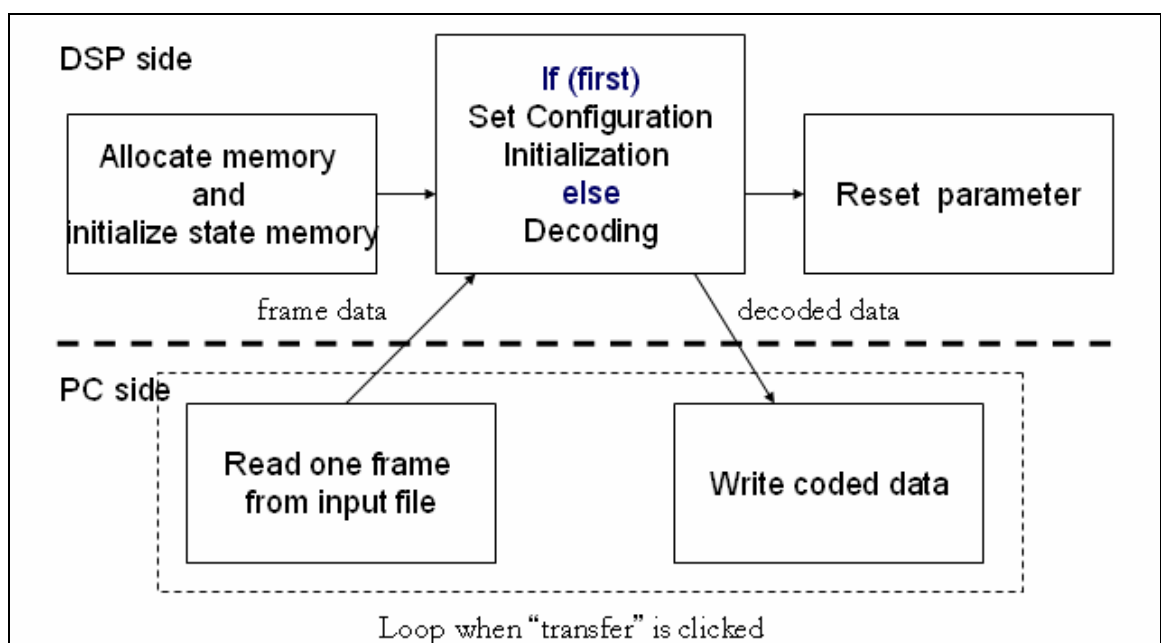 DSP side
Allocate memory
and
initialize state memory
If (first)
Set Configuration
Initialization
else
Decoding
Reset parameter
frame data
decoded data
PC side
Read one frame
from input file
Write coded data
Loop when “transfer” is clicked